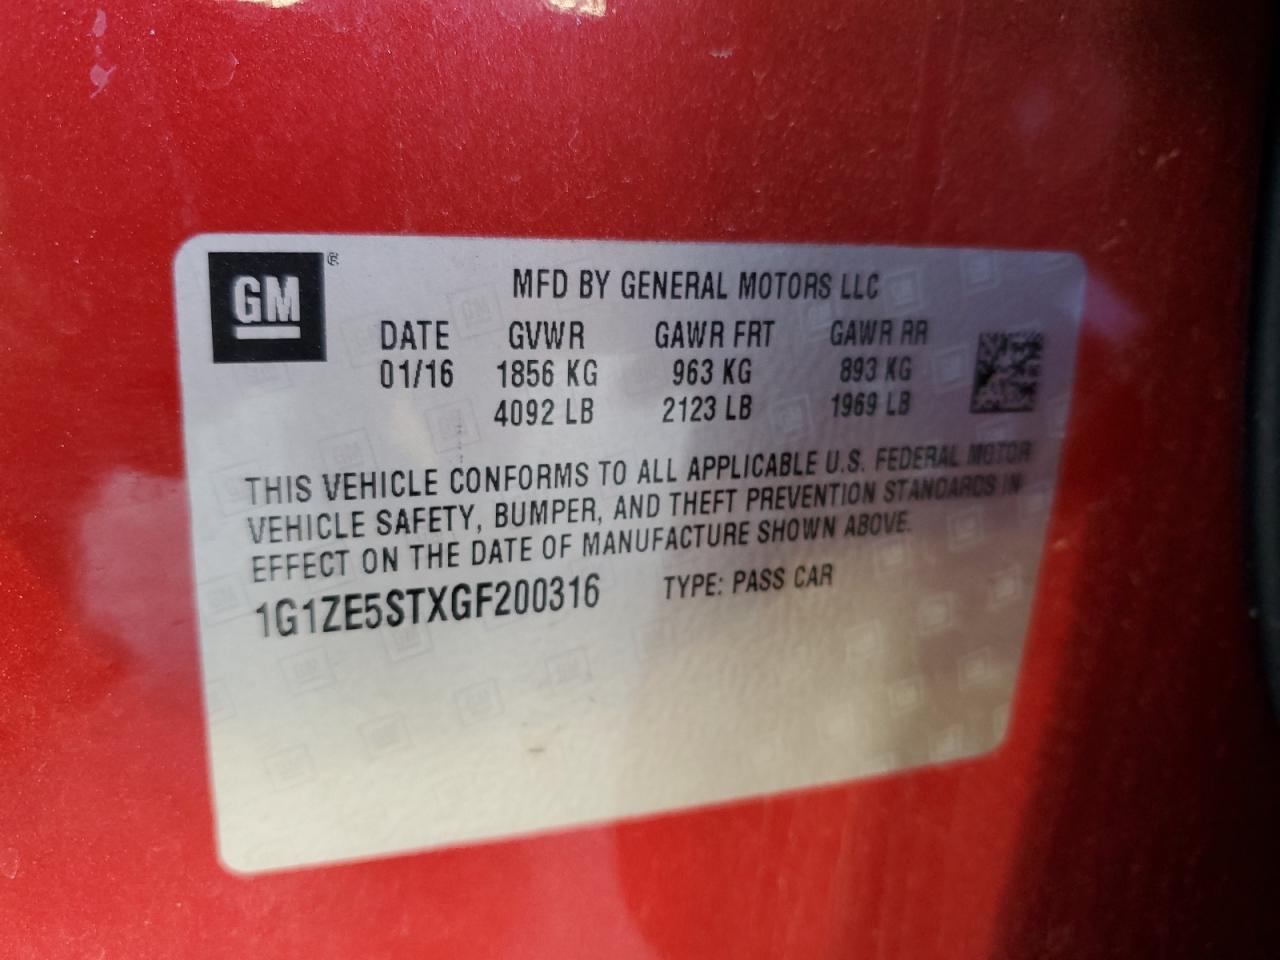 GM
MFD BY GENERAL MOTORS LLC
DATE GVWR GAWR FRT GAWR RR
01/16 1856 KG 963 KG 893 KG
4092 LB 2123 LB 1969 LB
THIS VEHICLE CONFORMS TO ALL APPLICABLE U.S. FEDERAL MOTOR
VEHICLE SAFETY, BUMPER, AND THEFT PREVENTION STANDARDS IN
EFFECT ON THE DATE OF MANUFACTURE SHOWN ABOVE.
1G1ZE5STXGF200316 TYPE: PASS CAR